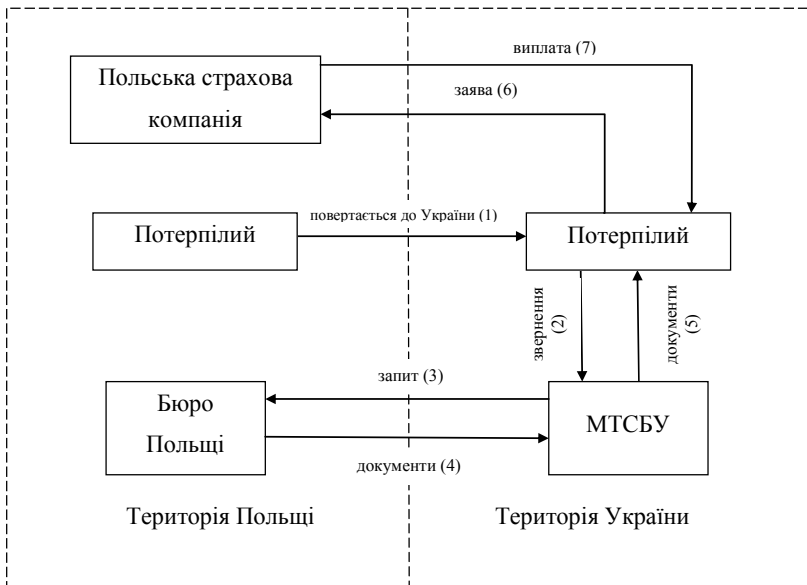 виплата (7)
Польська страхова
компанія
заява (6)
повертається до України (1)
Потерпілий
Потерпілий
звернення
(2)
документи
(5)
запит (3)
Бюро
Польщі
МТСБУ
документи (4)
Територія Польщі
Територія України